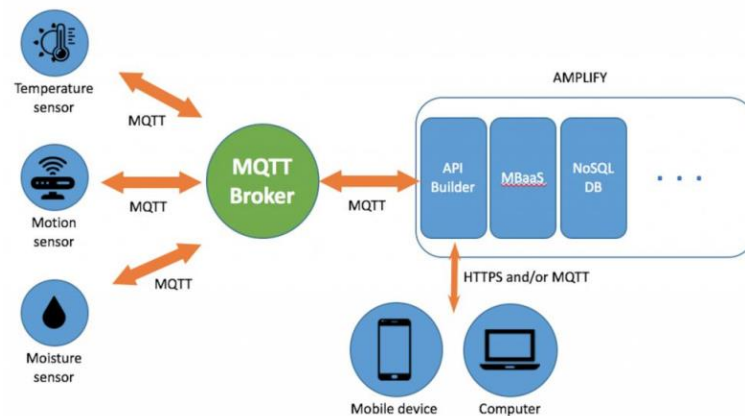 Temperature
sensor
MQTT
Motion
sensor
MQTT
Moisture
sensor
MQTT
MQTT
Broker
MQTT
AMPLIFY
API
Builder
MBaaS
NoSQL
DB
. . .
HTTPS and/or MQTT
Mobile device
Computer